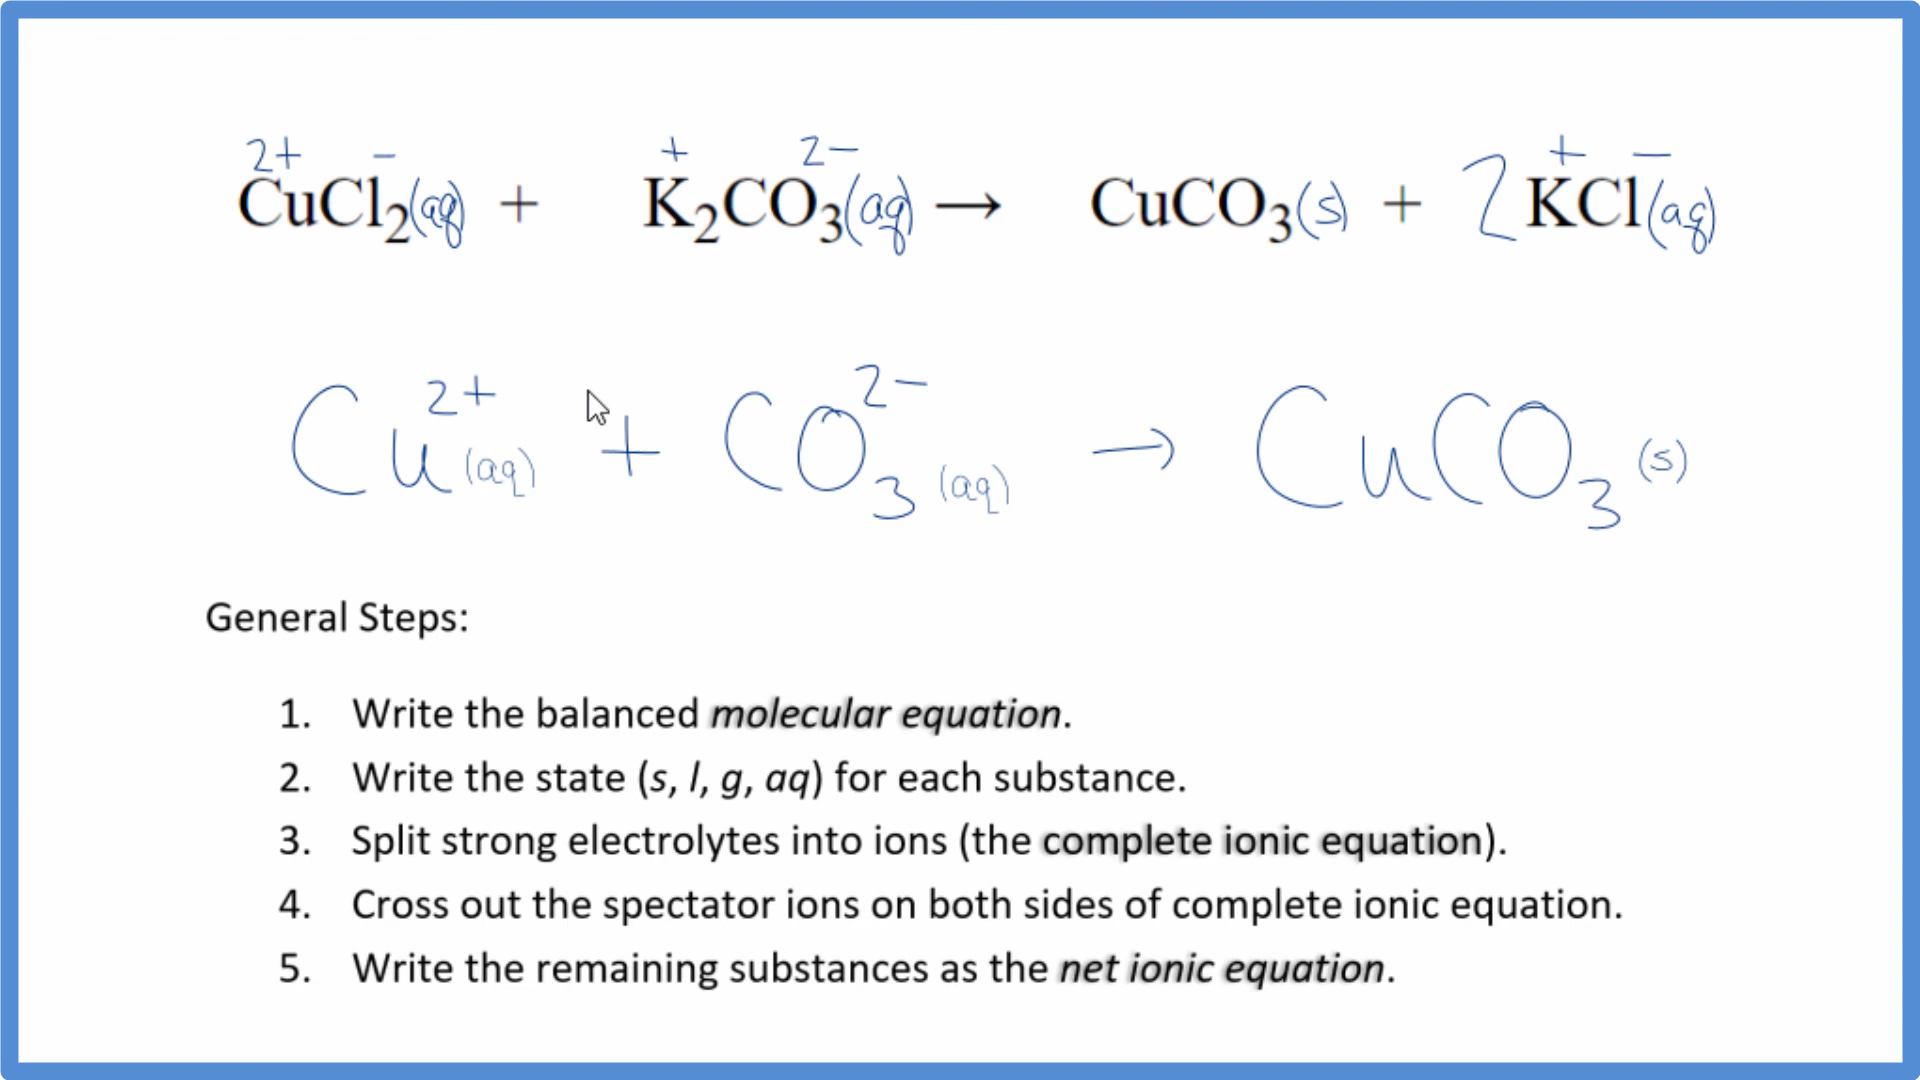 2+ − + 2− + −
CuCl₂(aq) + K₂CO₃(aq) → CuCO₃(s) + 2KCl(aq)
Cu²⁺(aq) + CO₃²⁻(aq) → CuCO₃(s)
General Steps:
1. Write the balanced molecular equation.
2. Write the state (s, l, g, aq) for each substance.
3. Split strong electrolytes into ions (the complete ionic equation).
4. Cross out the spectator ions on both sides of complete ionic equation.
5. Write the remaining substances as the net ionic equation.